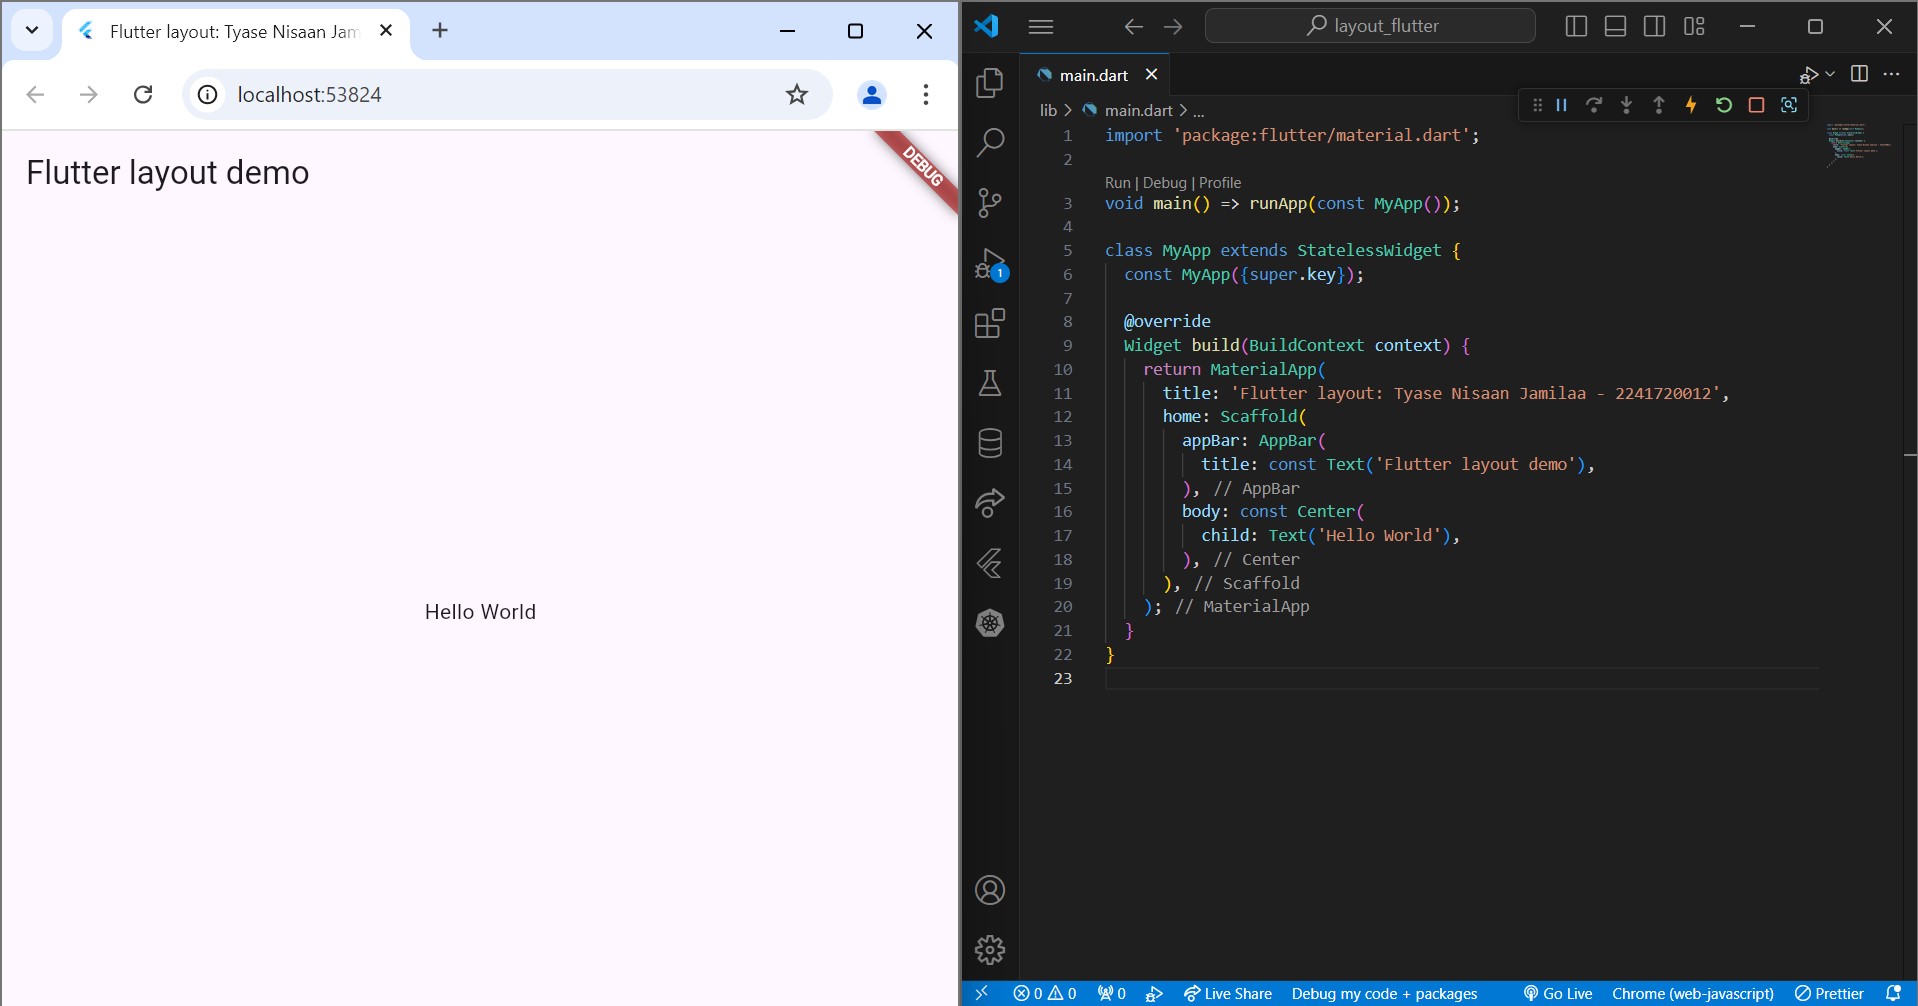 Flutter layout: Tyase Nisaan Jam
localhost:53824
Flutter layout demo
DEBUG
Hello World
layout_flutter
main.dart
lib > main.dart > ...
1 import 'package:flutter/material.dart';
2
Run | Debug | Profile
3 void main() => runApp(const MyApp());
4
5 class MyApp extends StatelessWidget {
6 const MyApp({super.key});
7
8 @override
9 Widget build(BuildContext context) {
10 return MaterialApp(
11 title: 'Flutter layout: Tyase Nisaan Jamilaa - 2241720012',
12 home: Scaffold(
13 appBar: AppBar(
14 title: const Text('Flutter layout demo'),
15 ), // AppBar
16 body: const Center(
17 child: Text('Hello World'),
18 ), // Center
19 ), // Scaffold
20 ); // MaterialApp
21 }
22 }
23
1
0 0 0 Live Share Debug my code + packages Go Live Chrome (web-javascript) Prettier